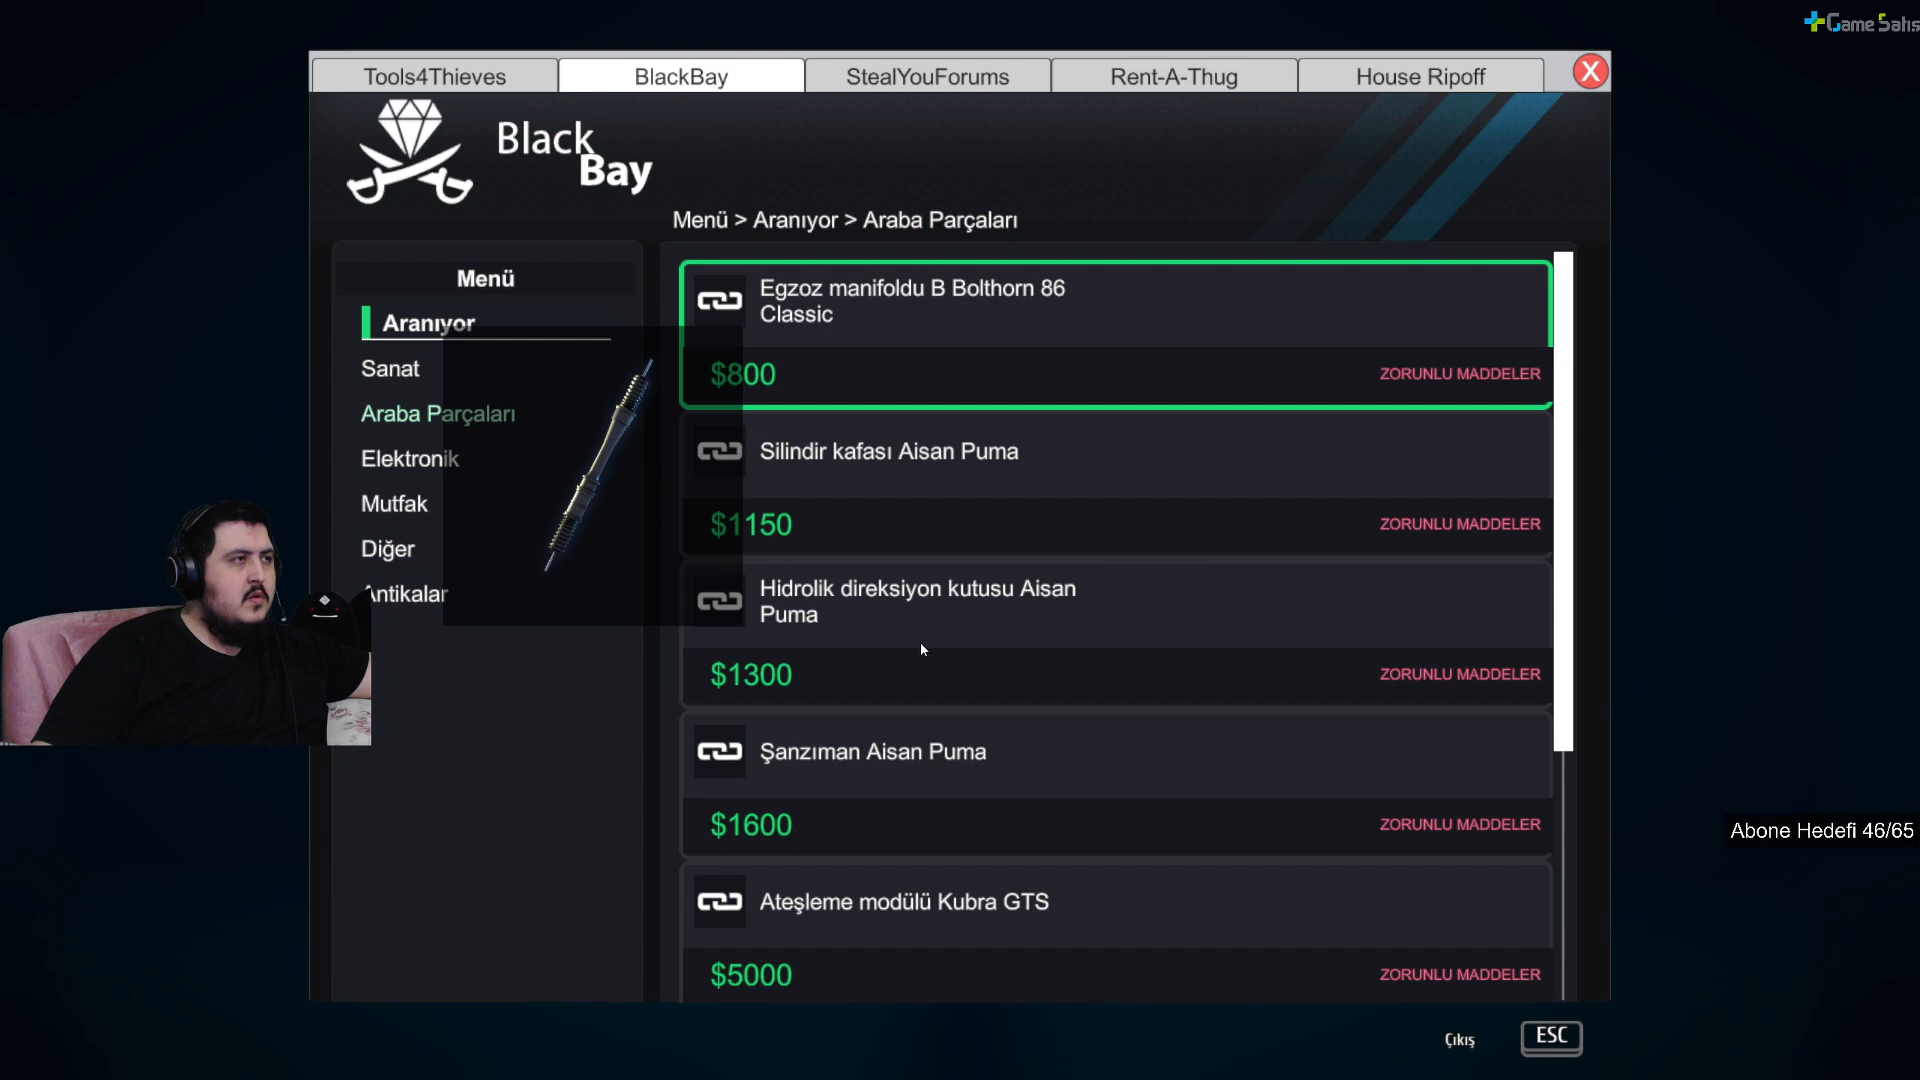 Game Satış
Tools4Thieves
BlackBay
StealYouForums
Rent-A-Thug
House Ripoff
X
Black
Bay
Menü > Aranıyor > Araba Parçaları
Menü
Aranıyor
Sanat
Araba Parçaları
Elektronik
Mutfak
Diğer
Antikalar
Egzoz manifoldu B Bolthorn 86
Classic
$800
ZORUNLU MADDELER
Silindir kafası Aisan Puma
$1150
ZORUNLU MADDELER
Hidrolik direksiyon kutusu Aisan
Puma
$1300
ZORUNLU MADDELER
Şanzıman Aisan Puma
$1600
ZORUNLU MADDELER
Ateşleme modülü Kubra GTS
$5000
ZORUNLU MADDELER
Abone Hedefi 46/65
Çıkış
ESC